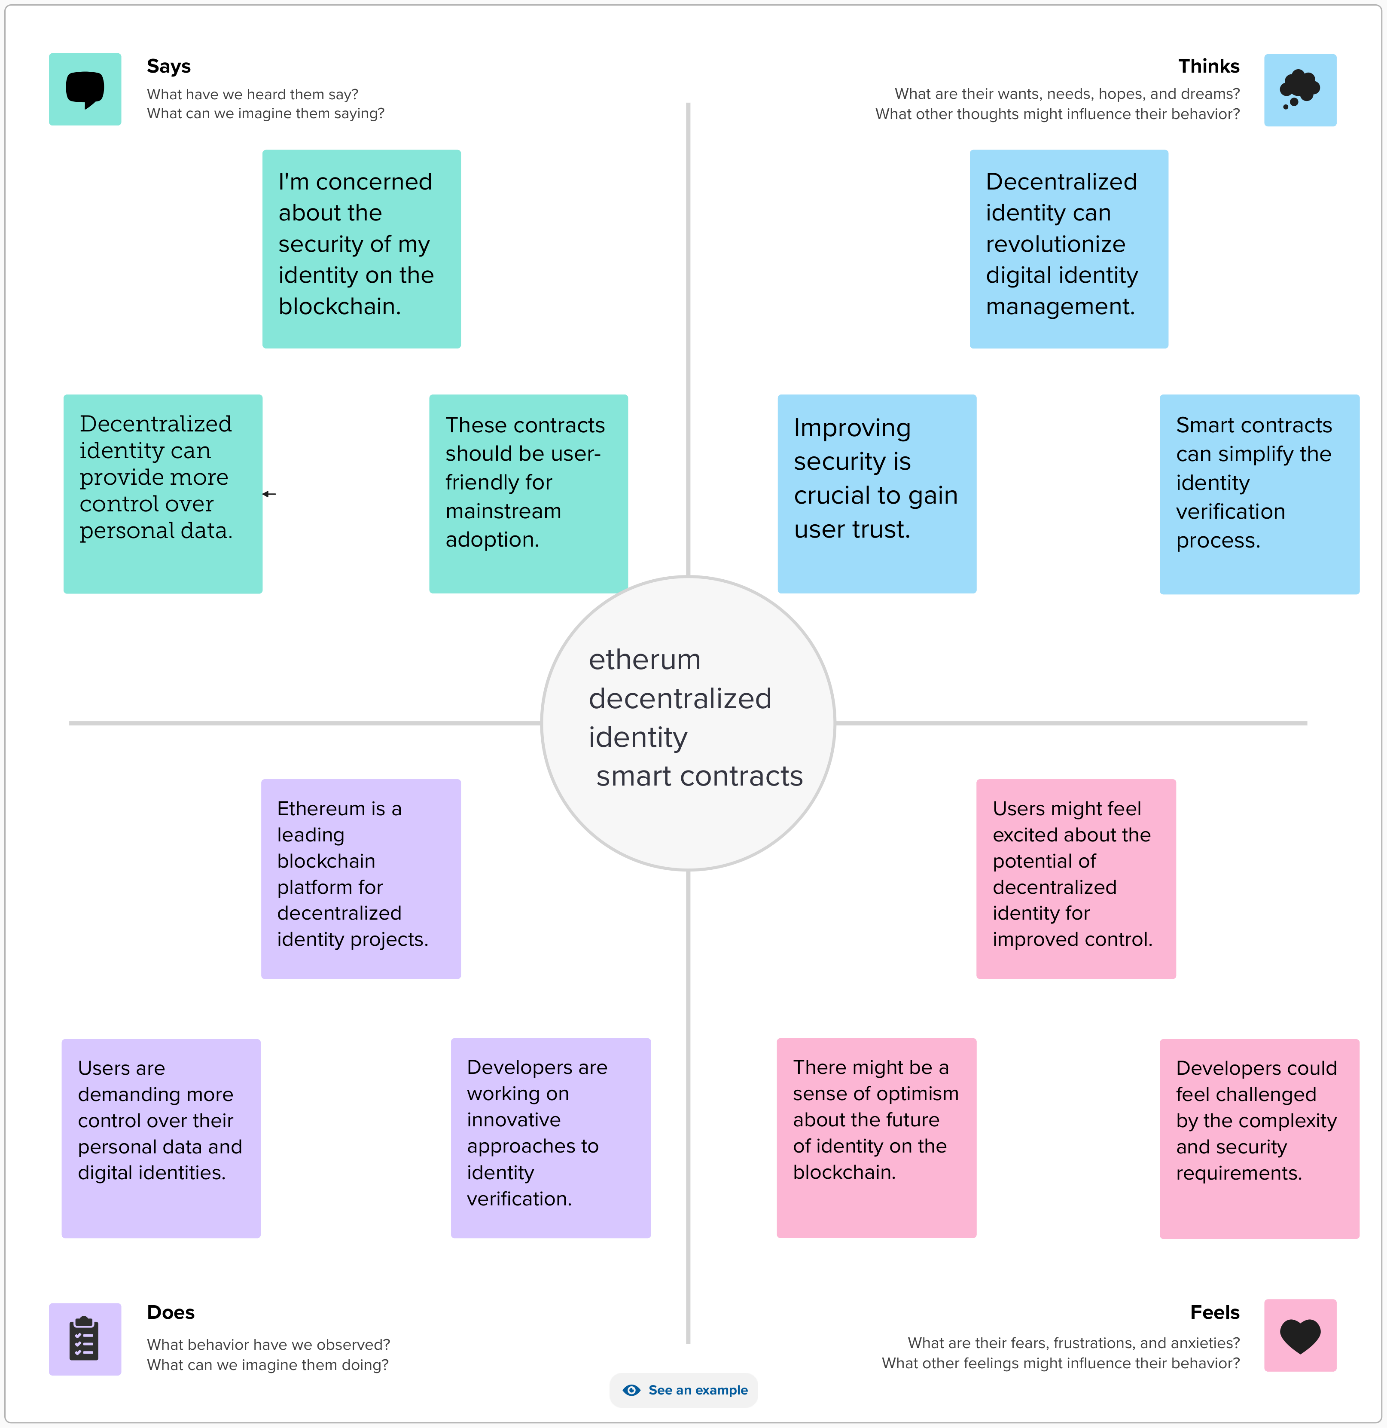 Says
What have we heard them say?
What can we imagine them saying?
I'm concerned
about the
security of my
identity on the
blockchain.
Decentralized
identity can
provide more
control over
personal data.
These contracts
should be user-
friendly for
mainstream
adoption.
Thinks
What are their wants, needs, hopes, and dreams?
What other thoughts might influence their behavior?
Decentralized
identity can
revolutionize
digital identity
management.
Improving
security is
crucial to gain
user trust.
Smart contracts
can simplify the
identity
verification
process.
etherum
decentralized
identity
smart contracts
Ethereum is a
leading
blockchain
platform for
decentralized
identity projects.
Users are
demanding more
control over their
personal data and
digital identities.
Developers are
working on
innovative
approaches to
identity
verification.
Does
What behavior have we observed?
What can we imagine them doing?
Users might feel
excited about the
potential of
decentralized
identity for
improved control.
There might be a
sense of optimism
about the future
of identity on the
blockchain.
Developers could
feel challenged
by the complexity
and security
requirements.
Feels
What are their fears, frustrations, and anxieties?
What other feelings might influence their behavior?
See an example